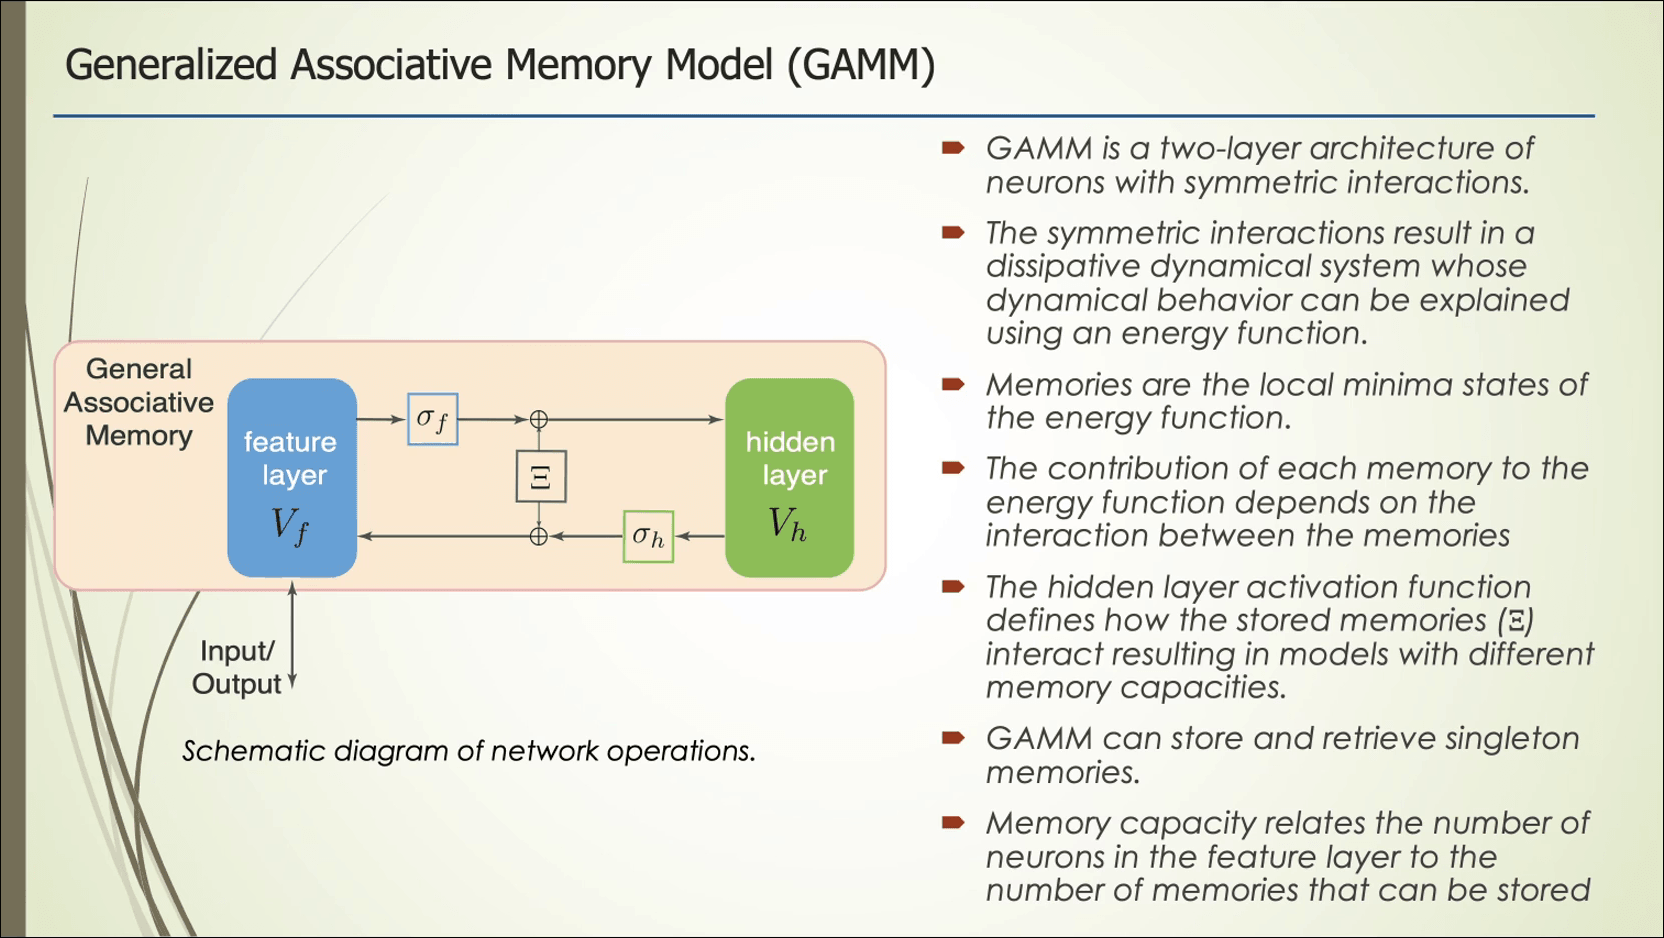 Generalized Associative Memory Model (GAMM)
General
Associative
Memory
feature
layer
V_f
σ_f
⊕
Ξ
⊕
σ_h
hidden
layer
V_h
Input/
Output
Schematic diagram of network operations.
GAMM is a two-layer architecture of
neurons with symmetric interactions.
The symmetric interactions result in a
dissipative dynamical system whose
dynamical behavior can be explained
using an energy function.
Memories are the local minima states of
the energy function.
The contribution of each memory to the
energy function depends on the
interaction between the memories
The hidden layer activation function
defines how the stored memories (Ξ)
interact resulting in models with different
memory capacities.
GAMM can store and retrieve singleton
memories.
Memory capacity relates the number of
neurons in the feature layer to the
number of memories that can be stored